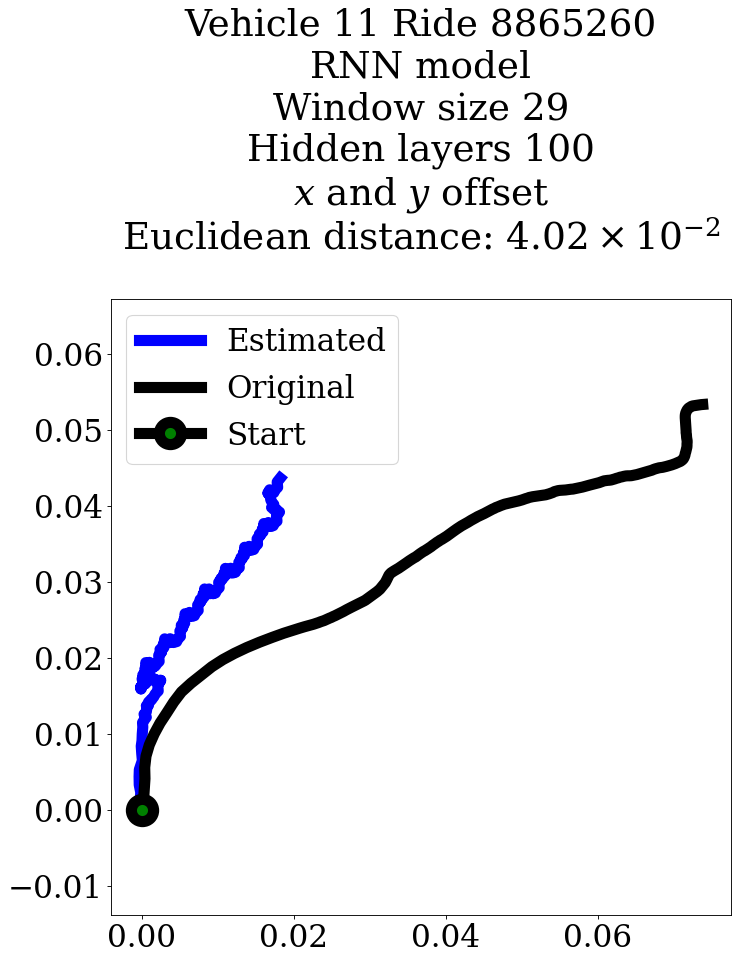 Vehicle 11 Ride 8865260
RNN model
Window size 29
Hidden layers 100
x and y offset
Euclidean distance: 4.02 × 10⁻²
Estimated
Original
Start
0.06
0.05
0.04
0.03
0.02
0.01
0.00
−0.01
0.00 0.02 0.04 0.06